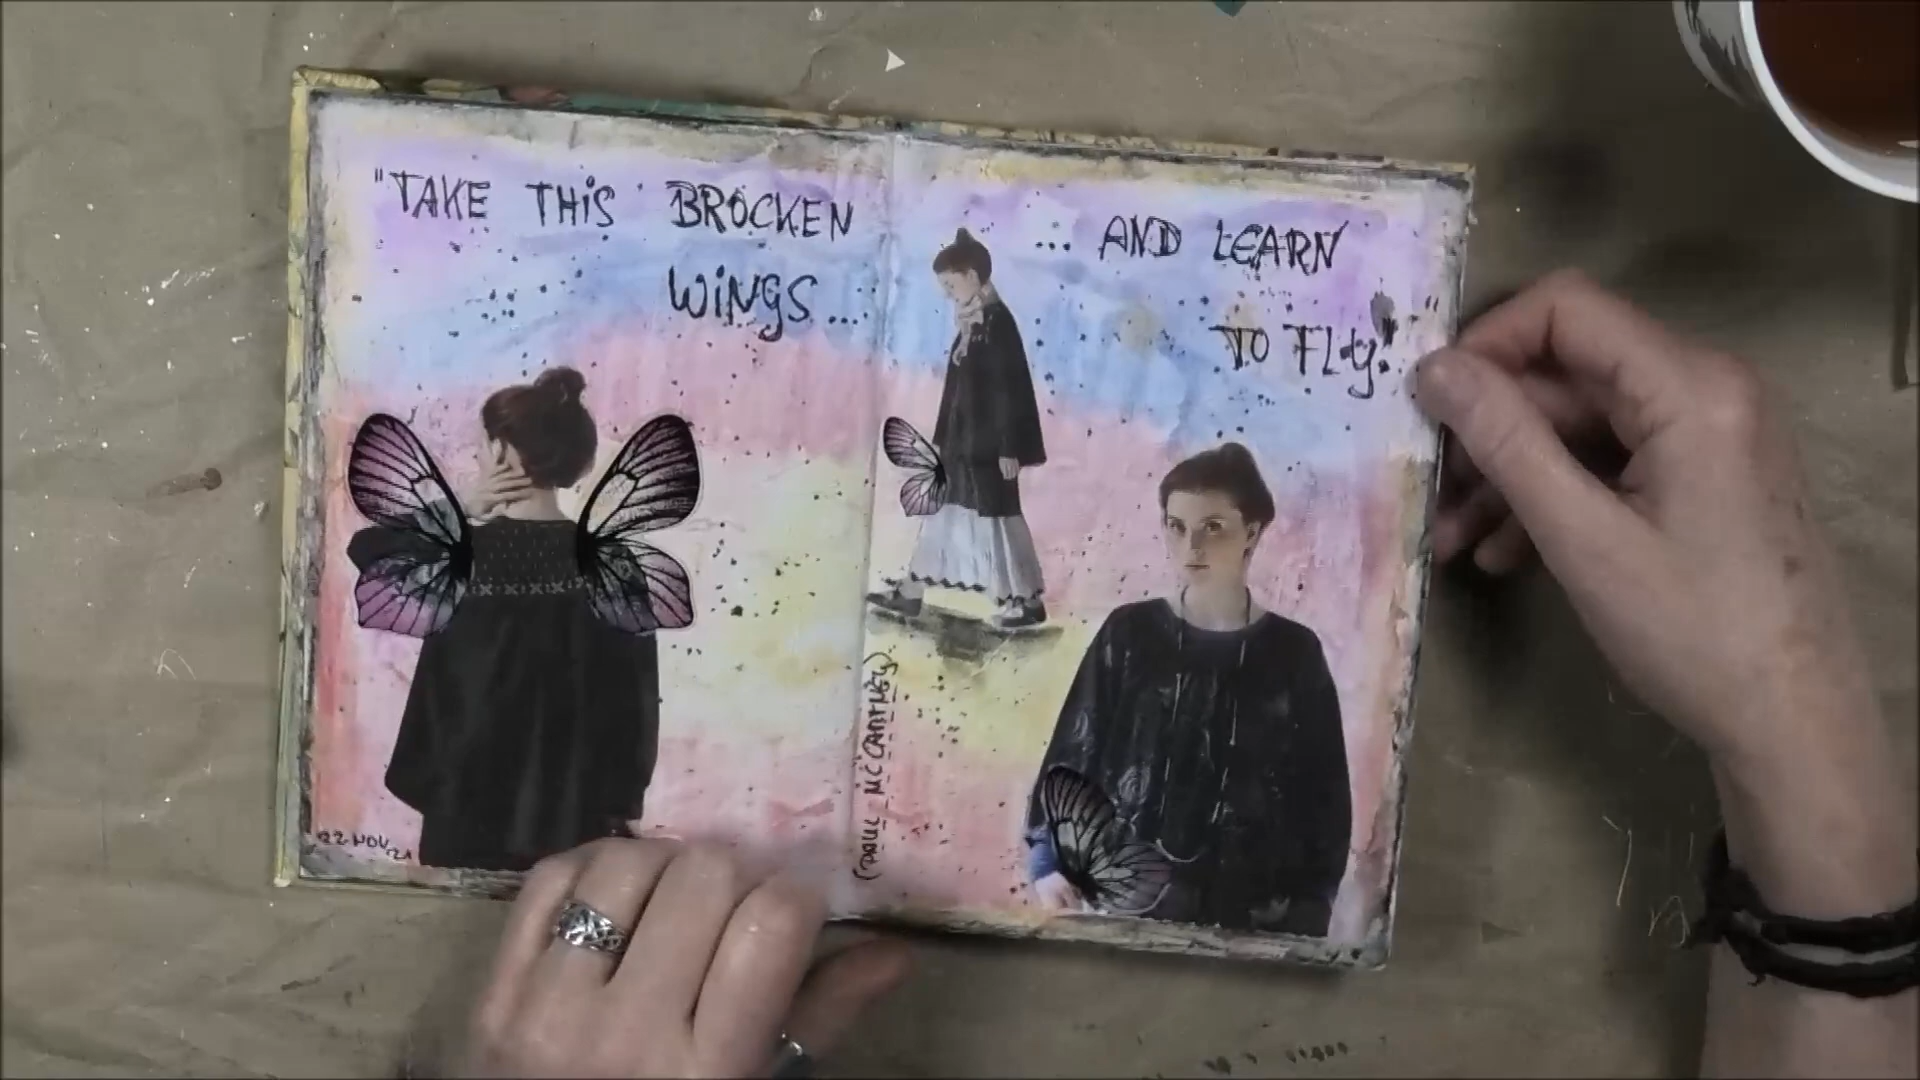 "TAKE THiS BROCKEN
WiNGS...
... AND LEARN
TO FLy."
(PAUL MCCARTNEY)
22. NOV. 21